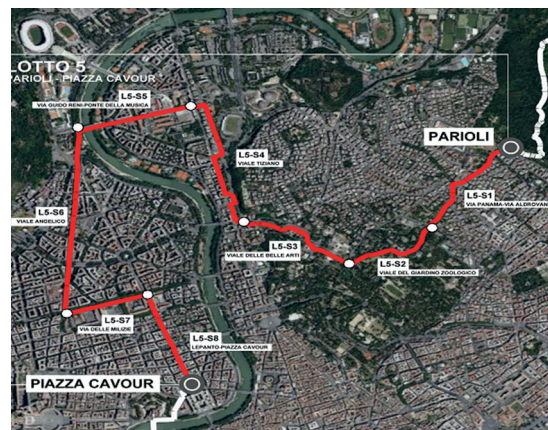 LOTTO 5
PARIOLI - PIAZZA CAVOUR
L5-S5
VIA GUIDO RENI-PONTE DELLA MUSICA
PARIOLI
L5-S4
VIALE TIZIANO
L5-S1
VIA PANAMA-VIA ALDROVAN
L5-S6
VIALE ANGELICO
L5-S3
VIALE DELLE BELLE ARTI
L5-S2
VIALE DEL GIARDINO ZOOLOGICO
L5-S7
VIA DELLE MILIZIE
L5-S8
LEPANTO-PIAZZA CAVOUR
PIAZZA CAVOUR